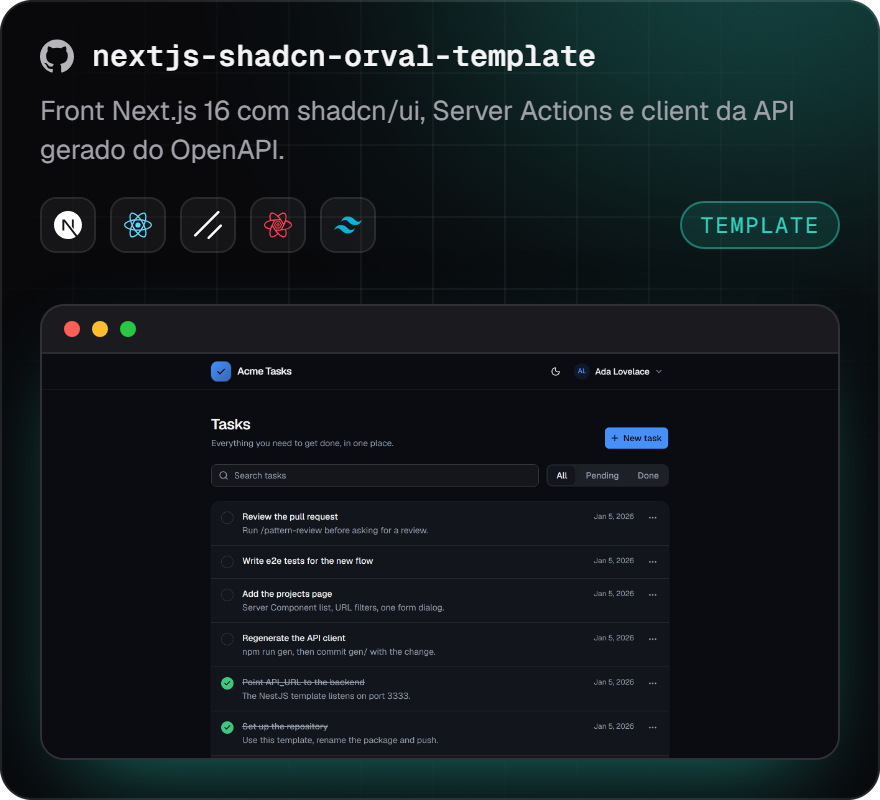 nextjs-shadcn-orval-template
Front Next.js 16 com shadcn/ui, Server Actions e client da API
gerado do OpenAPI.
N
TEMPLATE
Acme Tasks
AL Ada Lovelace
Tasks
Everything you need to get done, in one place.
+ New task
Search tasks
All Pending Done
Review the pull request Jan 5, 2026 ...
Run /pattern-review before asking for a review.
Write e2e tests for the new flow Jan 5, 2026 ...
Add the projects page Jan 5, 2026 ...
Server Component list, URL filters, one form dialog.
Regenerate the API client Jan 5, 2026 ...
npm run gen, then commit gen/ with the change.
Point API_URL to the backend Jan 5, 2026 ...
The NestJS template listens on port 3333.
Set up the repository Jan 5, 2026 ...
Use this template, rename the package and push.